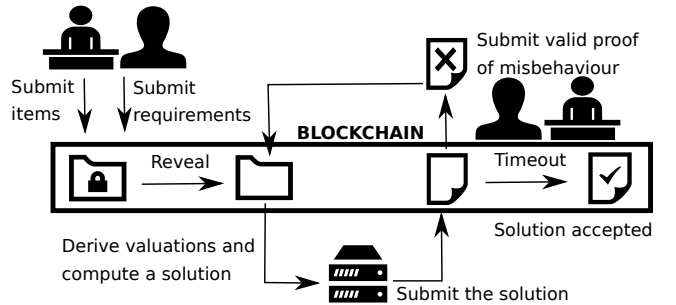 Submit valid proof
of misbehaviour
Submit
items
Submit
requirements
BLOCKCHAIN
Reveal
Timeout
Solution accepted
Derive valuations and
compute a solution
Submit the solution